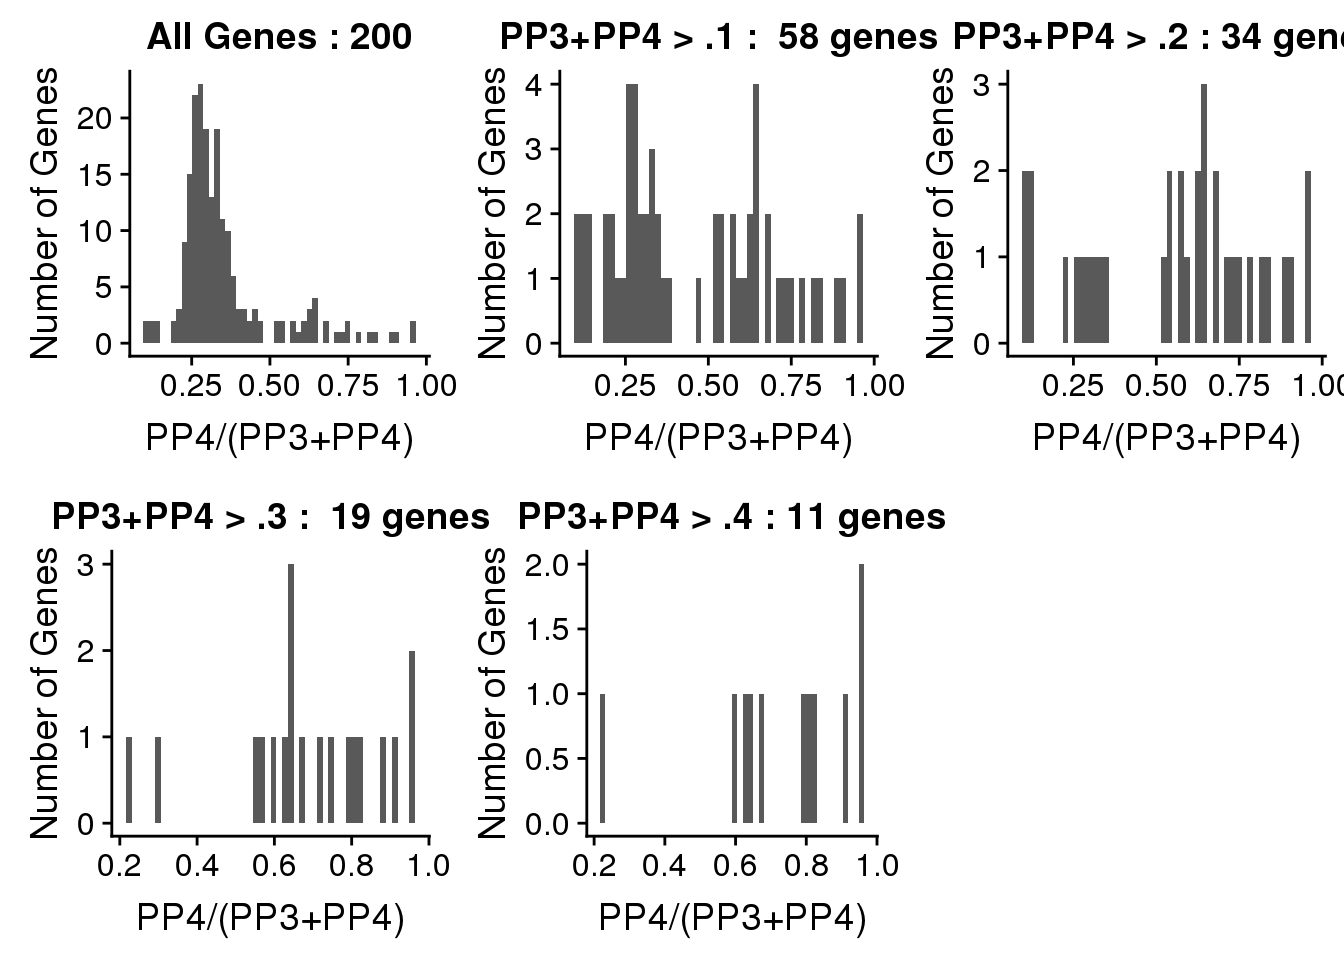 All Genes : 200
Number of Genes
20
15
10
5
0
0.25 0.50 0.75 1.00
PP4/(PP3+PP4)
PP3+PP4 > .1 :  58 genes
Number of Genes
4
3
2
1
0
0.25 0.50 0.75 1.00
PP4/(PP3+PP4)
PP3+PP4 > .2 : 34 gen
Number of Genes
3
2
1
0
0.25 0.50 0.75 1.00
PP4/(PP3+PP4)
PP3+PP4 > .3 :  19 genes
Number of Genes
3
2
1
0
0.2 0.4 0.6 0.8 1.0
PP4/(PP3+PP4)
PP3+PP4 > .4 : 11 genes
Number of Genes
2.0
1.5
1.0
0.5
0.0
0.2 0.4 0.6 0.8 1.0
PP4/(PP3+PP4)